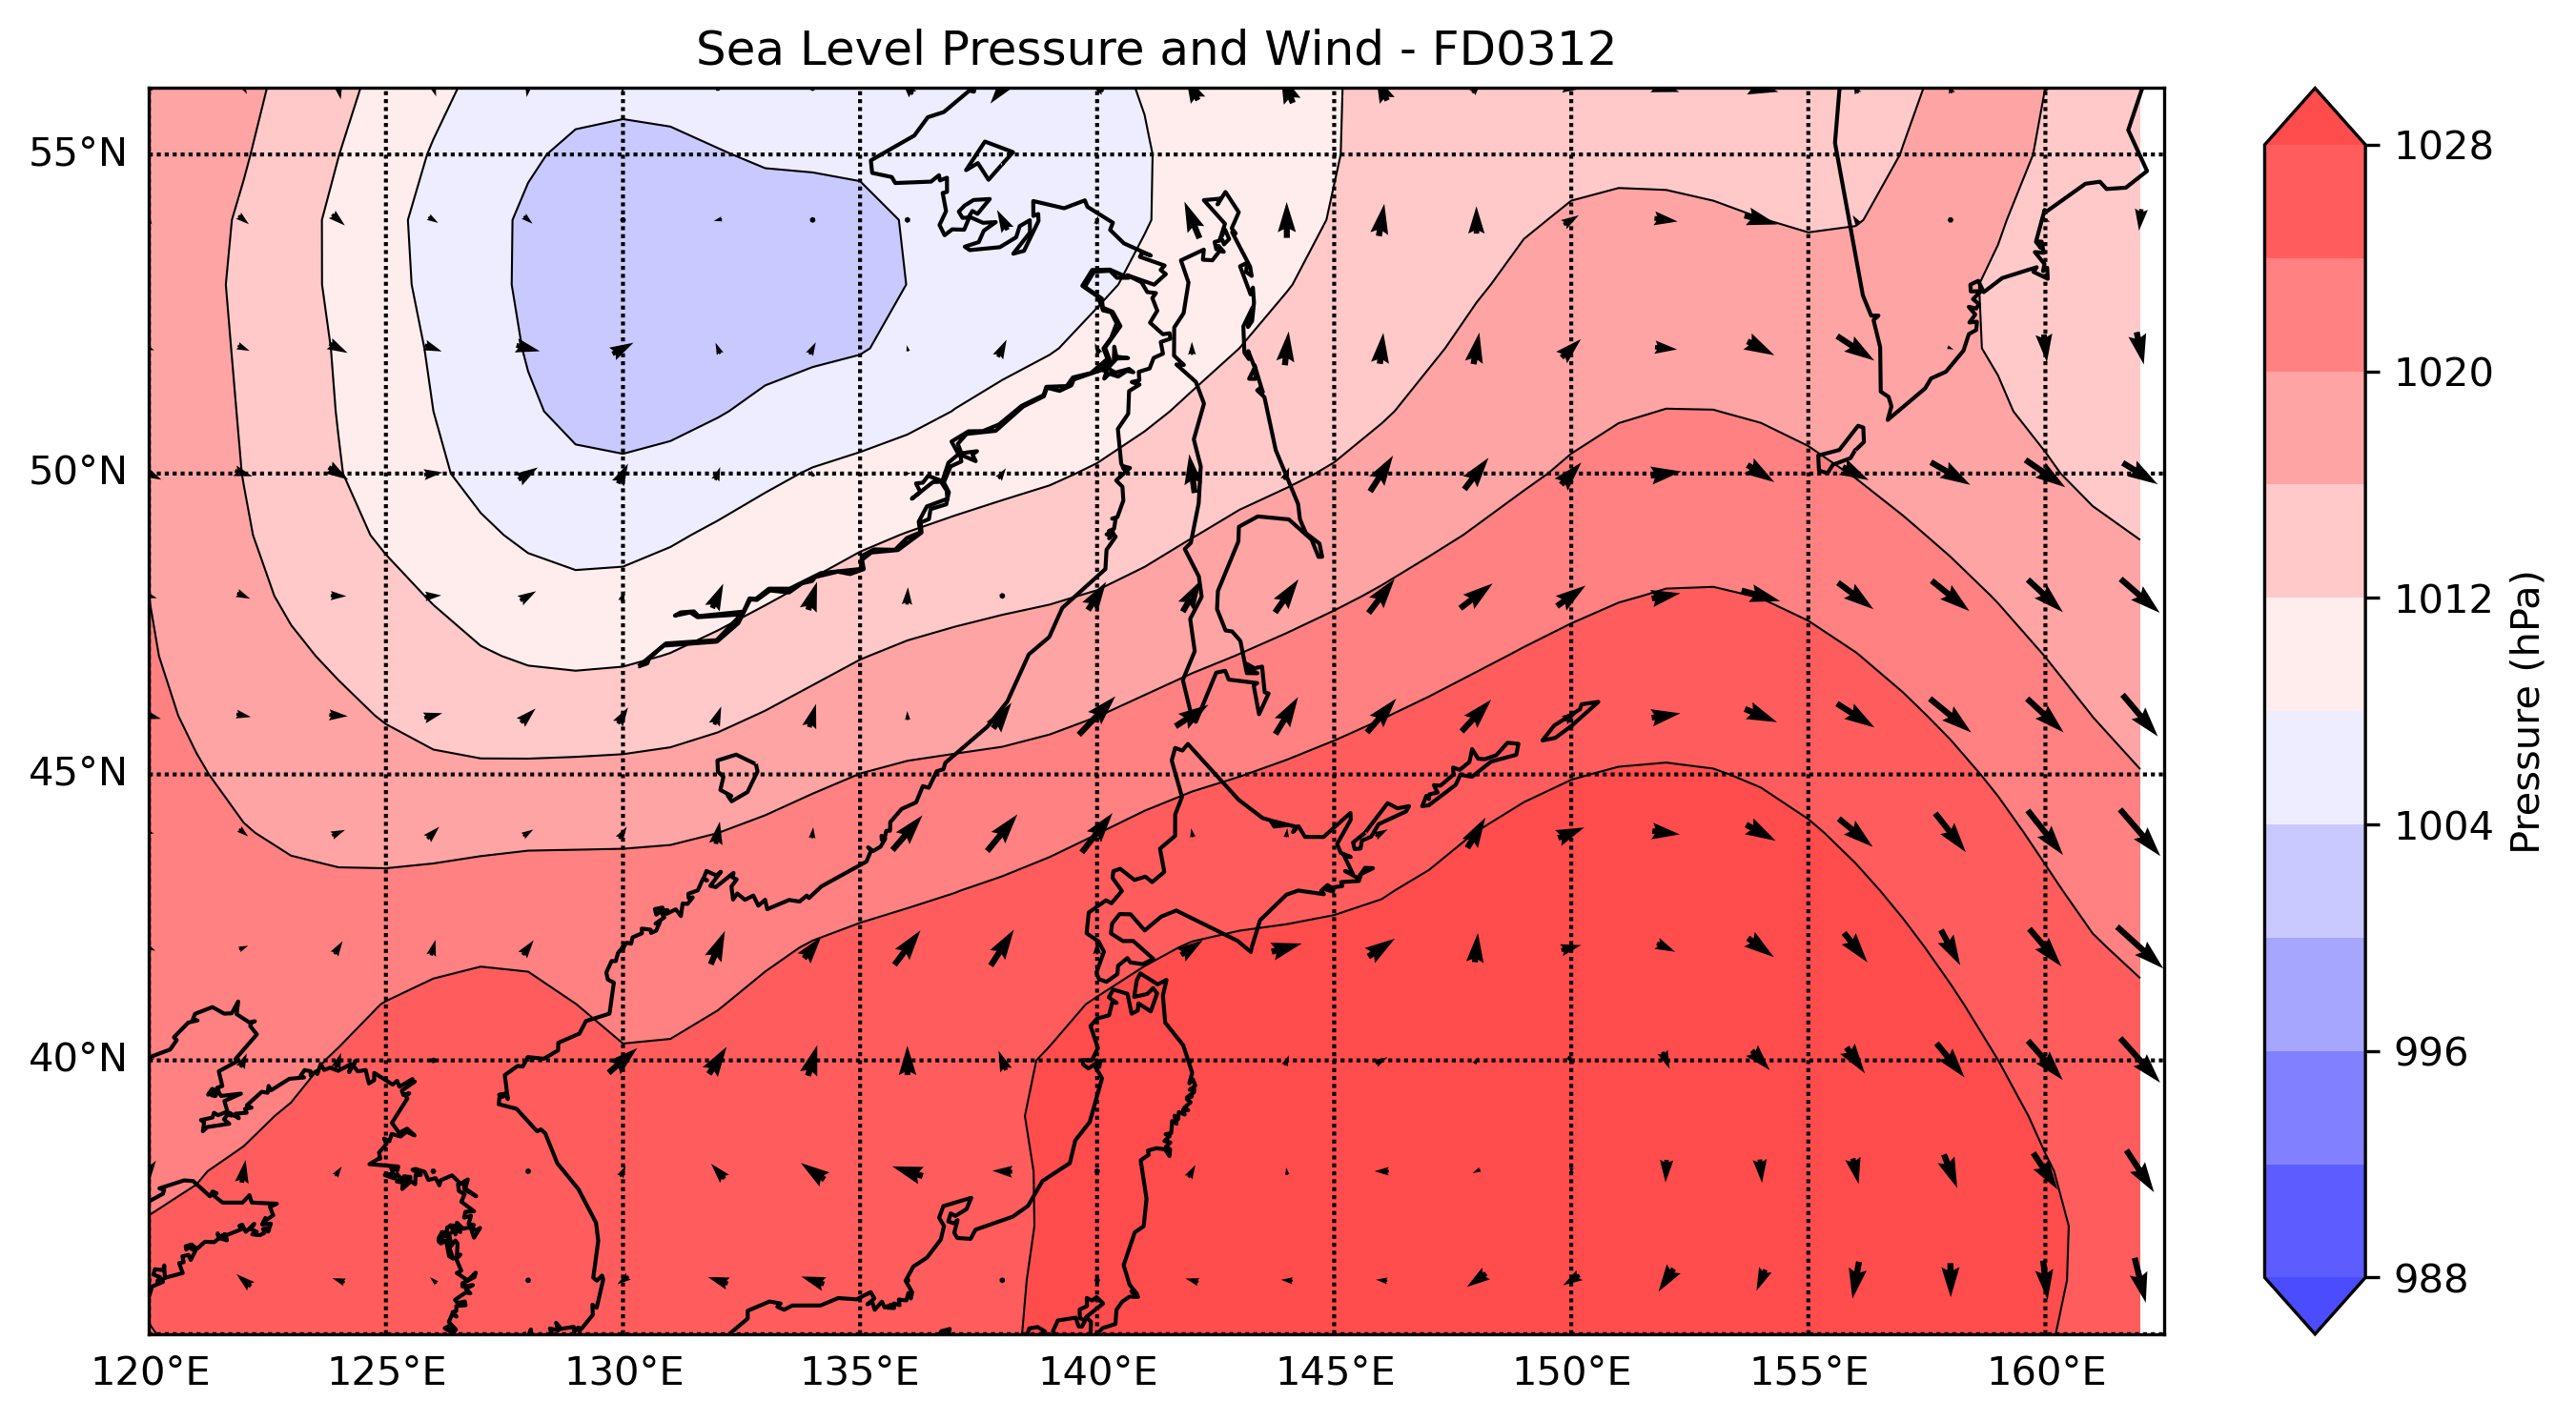 Sea Level Pressure and Wind - FD0312
55°N
50°N
45°N
40°N
120°E 125°E 130°E 135°E 140°E 145°E 150°E 155°E 160°E
1028
1020
1012
1004
996
988
Pressure (hPa)